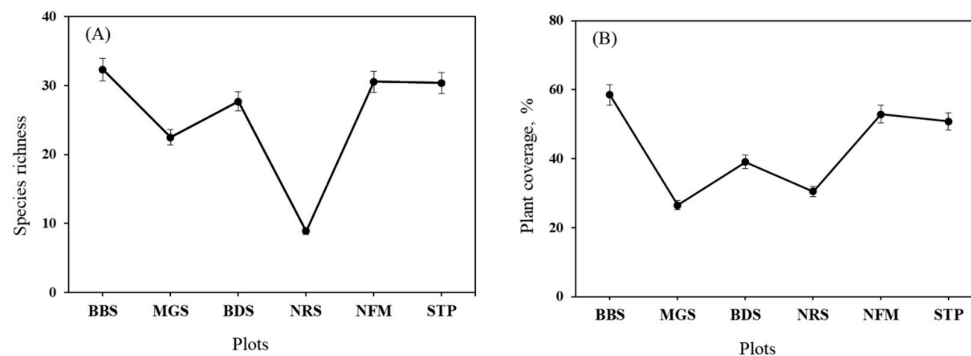 (A)
Species richness
40
30
20
10
0
BBS MGS BDS NRS NFM STP
Plots
(B)
Plant coverage, %
80
60
40
20
0
BBS MGS BDS NRS NFM STP
Plots